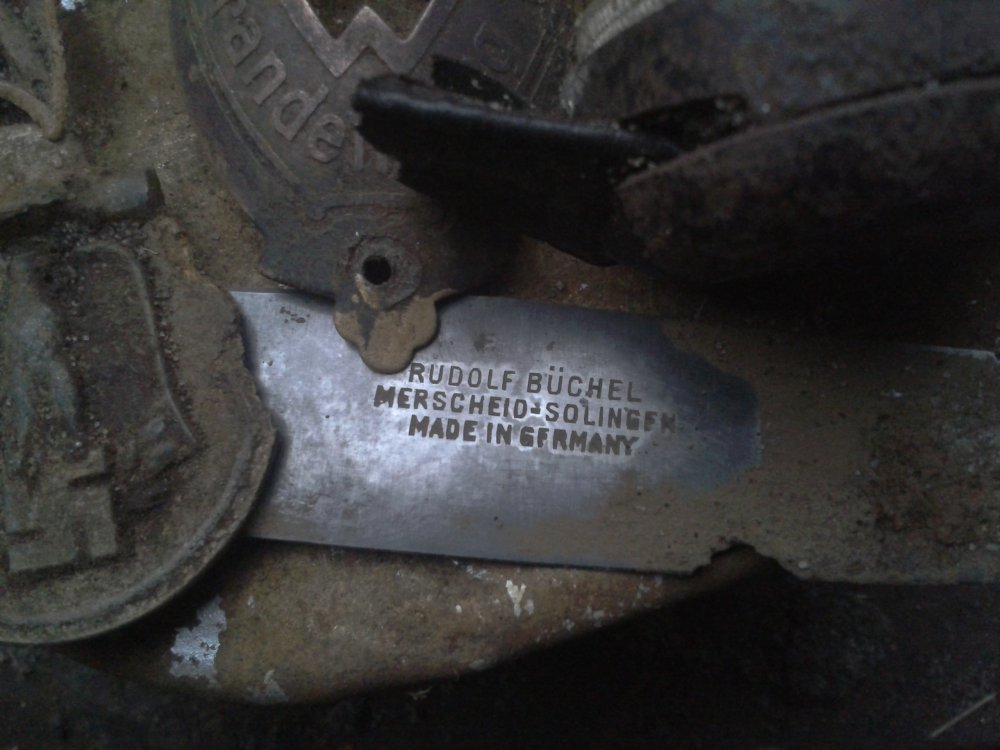 RUDOLF BÜCHEL
MERSCHEID-SOLINGEN
MADE IN GERMANY